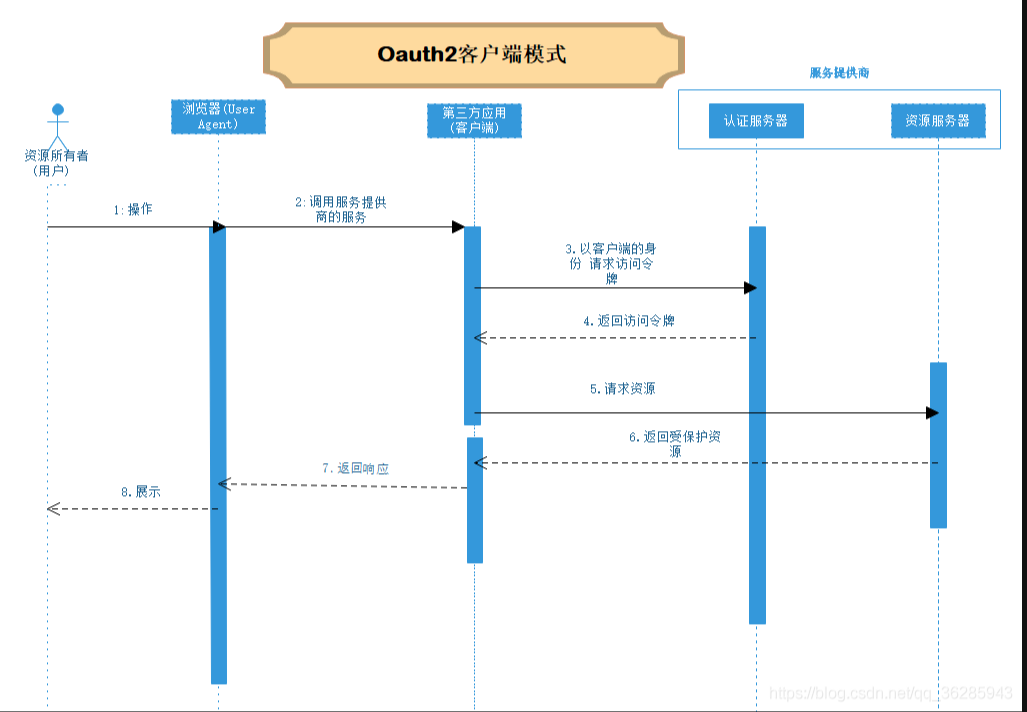 Oauth2客户端模式
服务提供商
浏览器(User
Agent)
第三方应用
(客户端)
认证服务器
资源服务器
资源所有者
(用户)
1:操作
2:调用服务提供
商的服务
3.以客户端的身
份 请求访问令
牌
4.返回访问令牌
5.请求资源
6.返回受保护资
源
7.返回响应
8.展示
https://blog.csdn.net/qq_36285943